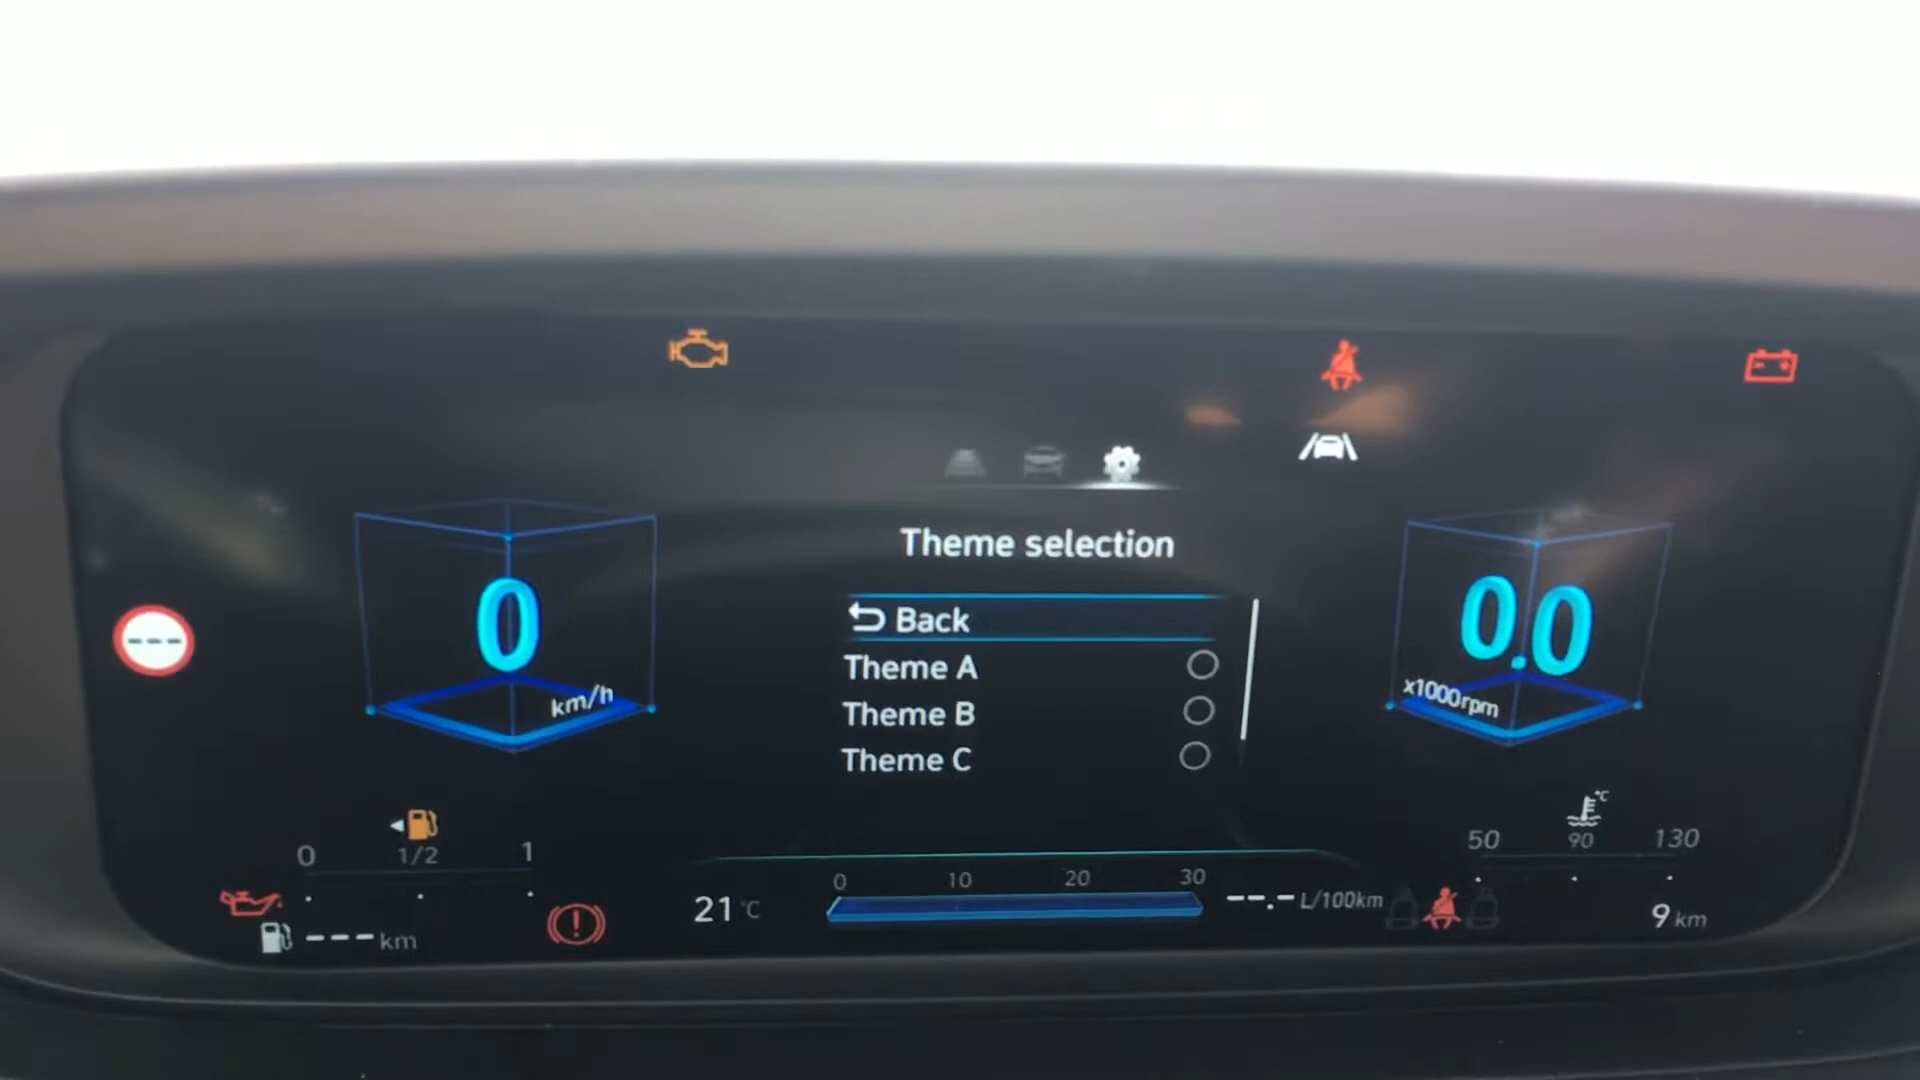 Theme selection
Back
Theme A
Theme B
Theme C
---
0
km/h
0.0
x1000rpm
0 1/2 1
--- km
21 °C
0 10 20 30
--.- L/100km
°C
50 90 130
9 km